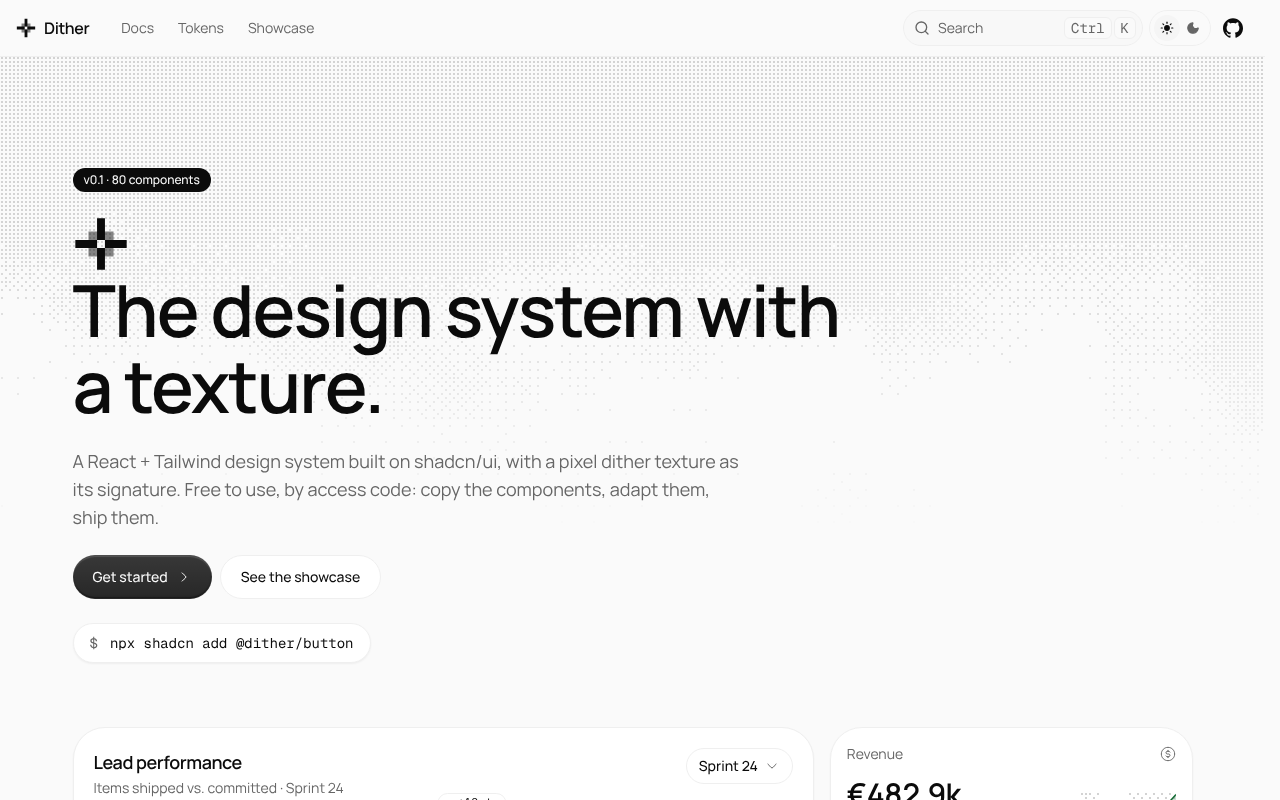 Dither
Docs
Tokens
Showcase
Search
Ctrl
K
v0.1 · 80 components
The design system with
a texture.
A React + Tailwind design system built on shadcn/ui, with a pixel dither texture as
its signature. Free to use, by access code: copy the components, adapt them,
ship them.
Get started
See the showcase
$ npx shadcn add @dither/button
Lead performance
Items shipped vs. committed · Sprint 24
Sprint 24
Revenue
€482.9k